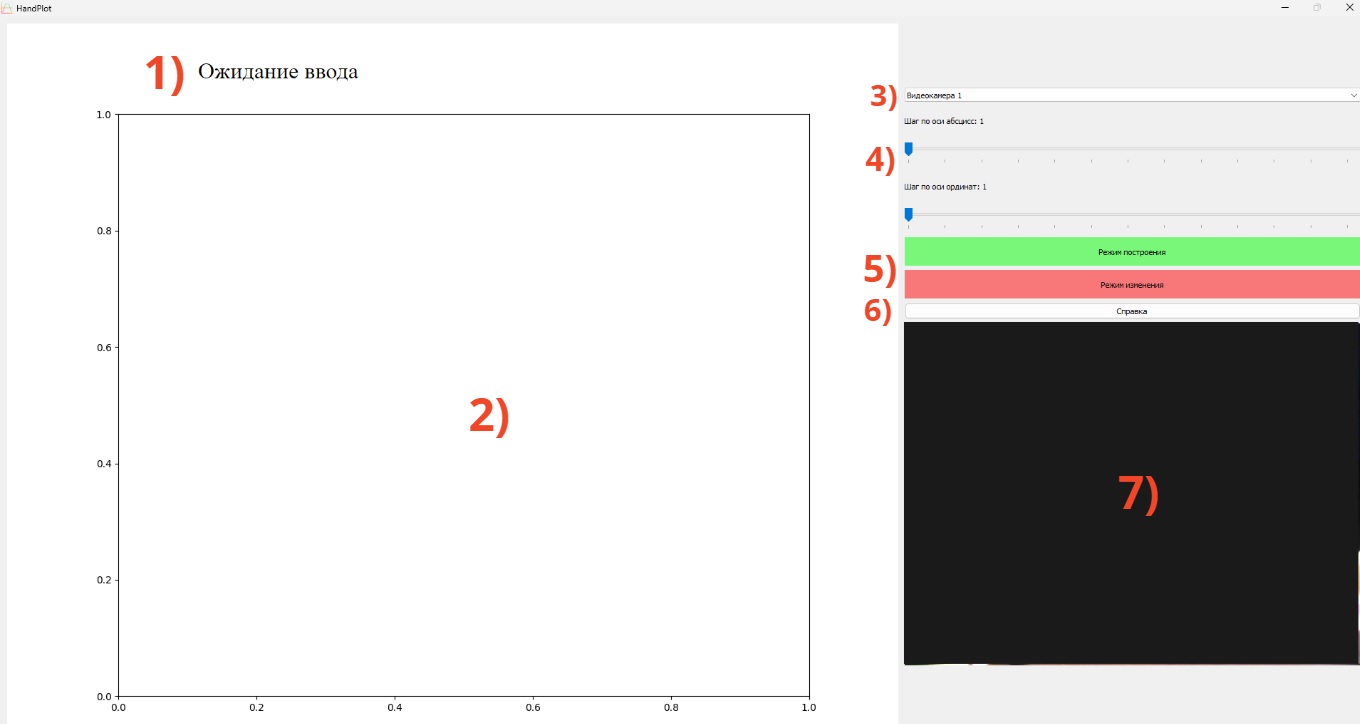 HandPlot
1) Ожидание ввода
1.0
0.8
0.6
0.4
0.2
0.0
0.0 0.2 0.4 0.6 0.8 1.0
2)
3) Видеокамера 1
Шаг по оси абсцисс: 1
4)
Шаг по оси ординат: 1
5)
Режим построения
Режим изменения
6) Справка
7)